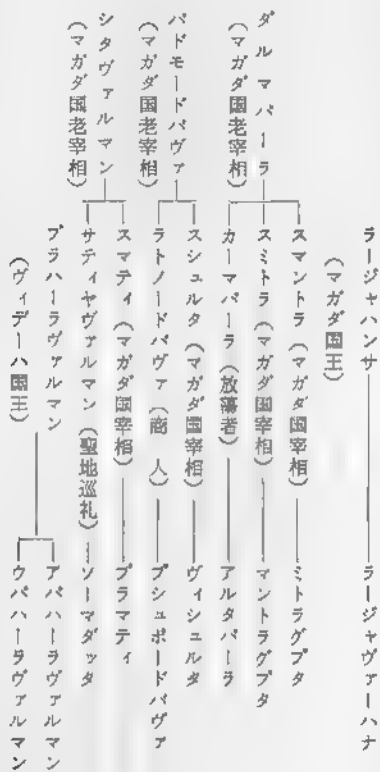 ラージャハンサ――ラージャヴァーハナ
(マガダ国王)
スマントラ(マガダ国宰相)――ミトラグプタ
ダルマパーラ――スミトラ(マガダ国宰相)――マントラグプタ
(マガダ国老宰相)
カーマパーラ(放蕩者)――アルタパーラ
スシュルタ(マガダ国宰相)――ヴィシュルタ
パドモードバヴァ
(マガダ国老宰相)
ラトノードバヴァ(商人)――プシュポードバヴァ
スマティ(マガダ国宰相)――プラマティ
シタヴァルマン
(マガダ国老宰相)
サティヤヴァルマン(聖地巡礼)――ソーマダッタ
プラハーラヴァルマン
(ヴィデーハ国王)
アパハーラヴァルマン
ウパハーラヴァルマン